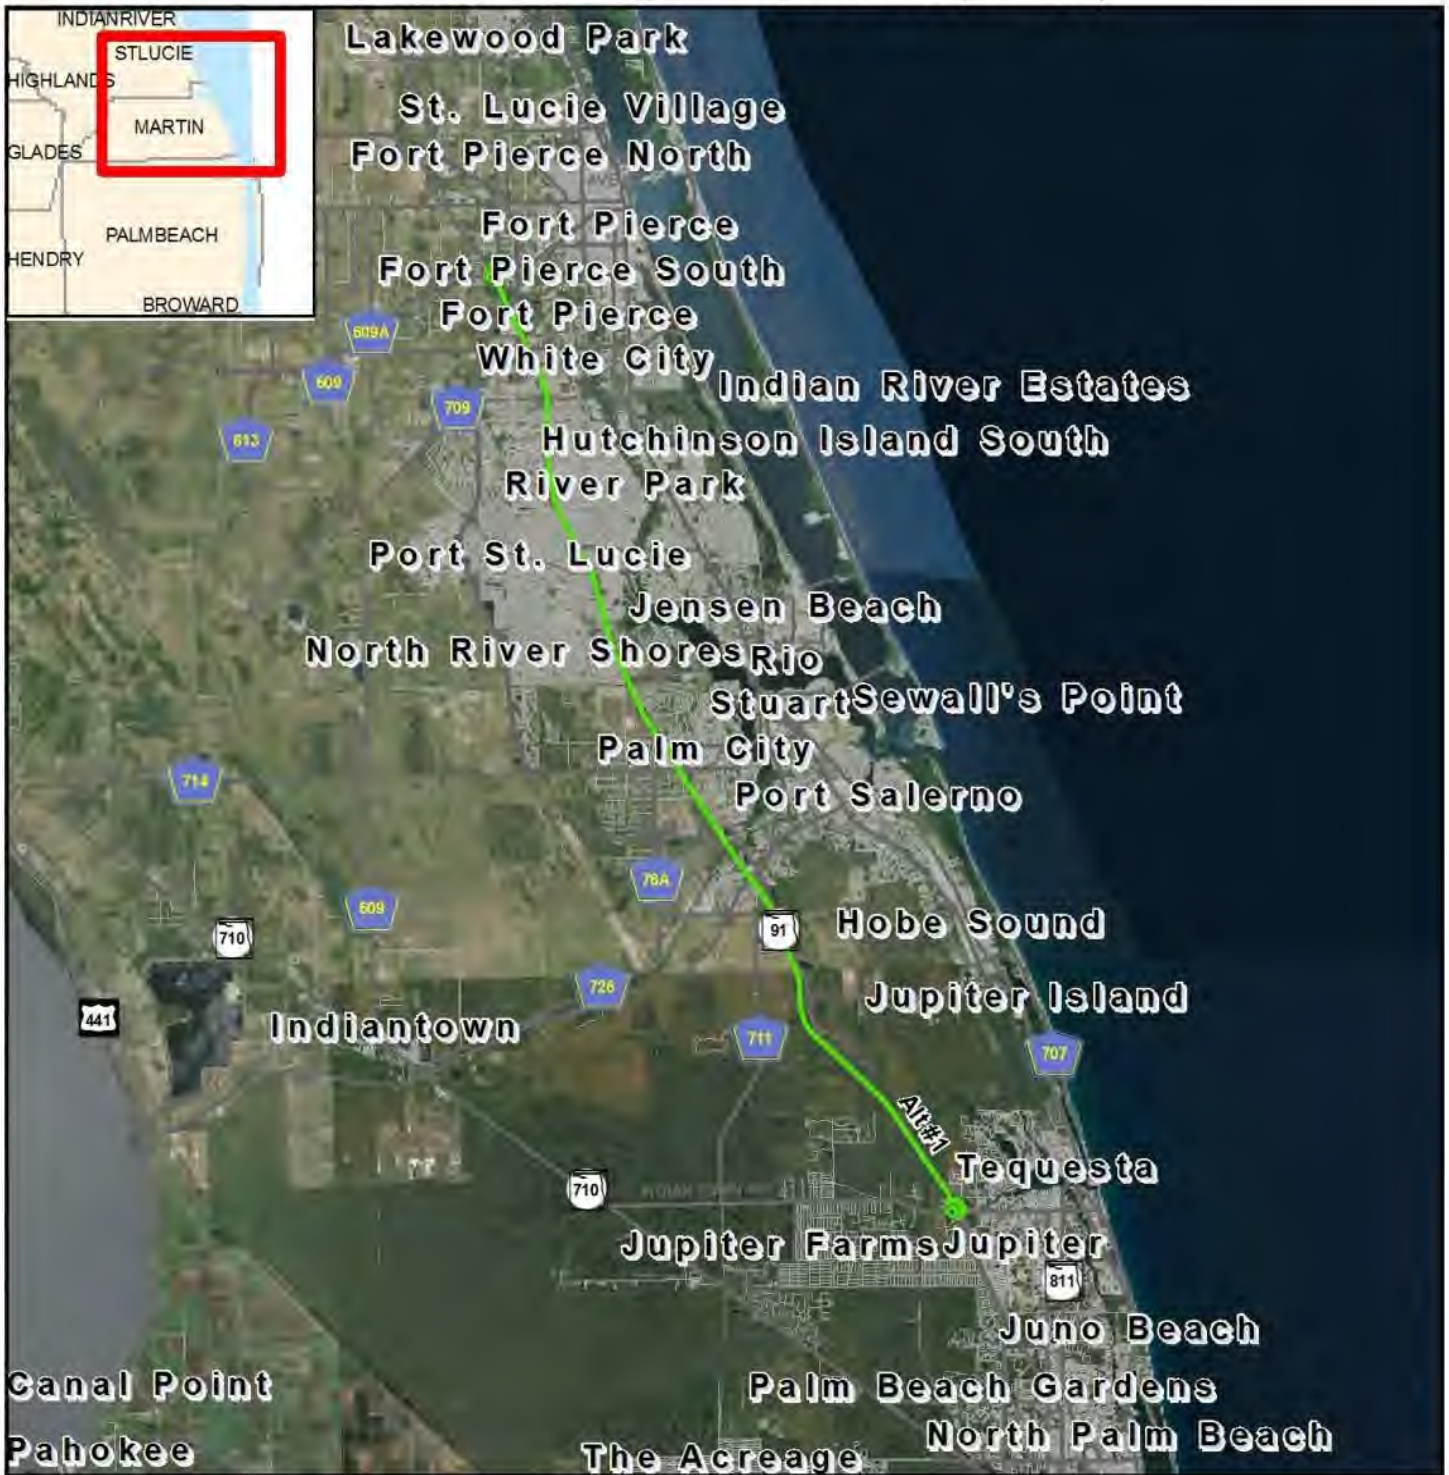 INDIANRIVER
STLUCIE
HIGHLANDS
MARTIN
GLADES
PALMBEACH
HENDRY
BROWARD
Lakewood Park
St. Lucie Village
Fort Pierce North
Fort Pierce
Fort Pierce South
Fort Pierce
609A
White City
609
Indian River Estates
709
613
Hutchinson Island South
River Park
Port St. Lucie
Jensen Beach
North River Shores
Rio
Stuart
Sewall's Point
Palm City
714
Port Salerno
76A
609
710
91
Hobe Sound
726
Jupiter Island
441
Indiantown
711
707
Alt#1
Tequesta
710
Jupiter Farms
Jupiter
811
Juno Beach
Canal Point
Palm Beach Gardens
Pahokee
The Acreage
North Palm Beach